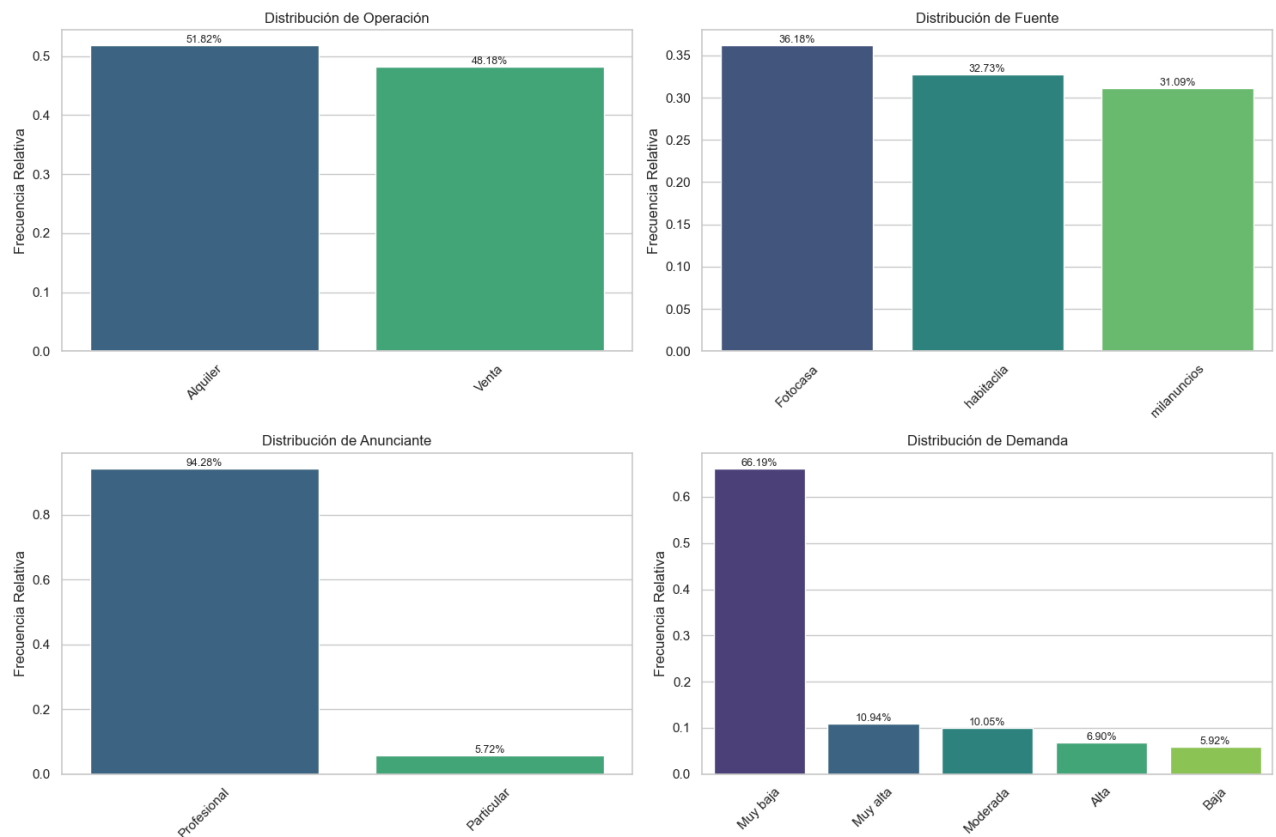 Distribución de Operación
Frecuencia Relativa
0.5
0.4
0.3
0.2
0.1
0.0
51.82%
48.18%
Alquiler
Venta
Distribución de Fuente
Frecuencia Relativa
0.35
0.30
0.25
0.20
0.15
0.10
0.05
0.00
36.18%
32.73%
31.09%
Fotocasa
habitaclia
milanuncios
Distribución de Anunciante
Frecuencia Relativa
0.8
0.6
0.4
0.2
0.0
94.28%
5.72%
Profesional
Particular
Distribución de Demanda
Frecuencia Relativa
0.6
0.5
0.4
0.3
0.2
0.1
0.0
66.19%
10.94%
10.05%
6.90%
5.92%
Muy baja
Muy alta
Moderada
Alta
Baja